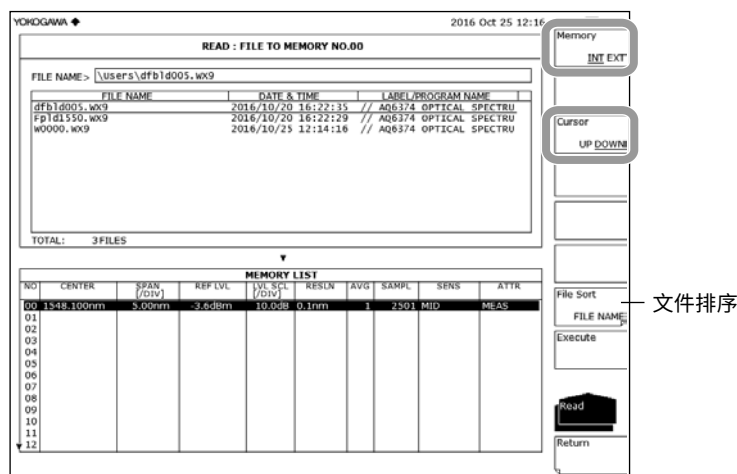 YOKOGAWA
2016 Oct 25 12:16
READ : FILE TO MEMORY NO.00
FILE NAME> \Users\dfbld005.wx9
FILE NAME DATE & TIME LABEL/PROGRAM NAME
dfbld005.WX9 2016/10/20 16:22:35 // AQ6374 OPTICAL SPECTRU
Fpld1550.WX9 2016/10/20 16:22:29 // AQ6374 OPTICAL SPECTRU
W0000.WX9 2016/10/25 12:14:16 // AQ6374 OPTICAL SPECTRU
TOTAL: 3FILES
MEMORY LIST
NO CENTER SPAN [/DIV] REF LVL LVL SCL [/DIV] RESLN AVG SAMPL SENS ATTR
00 1548.100nm 5.00nm -3.6dBm 10.0dB 0.1nm 1 2501 MID MEAS
01
02
03
04
05
06
07
08
09
10
11
12
Memory
INT EXT
Cursor
UP DOWN
File Sort
FILE NAME
文件排序
Execute
Read
Return